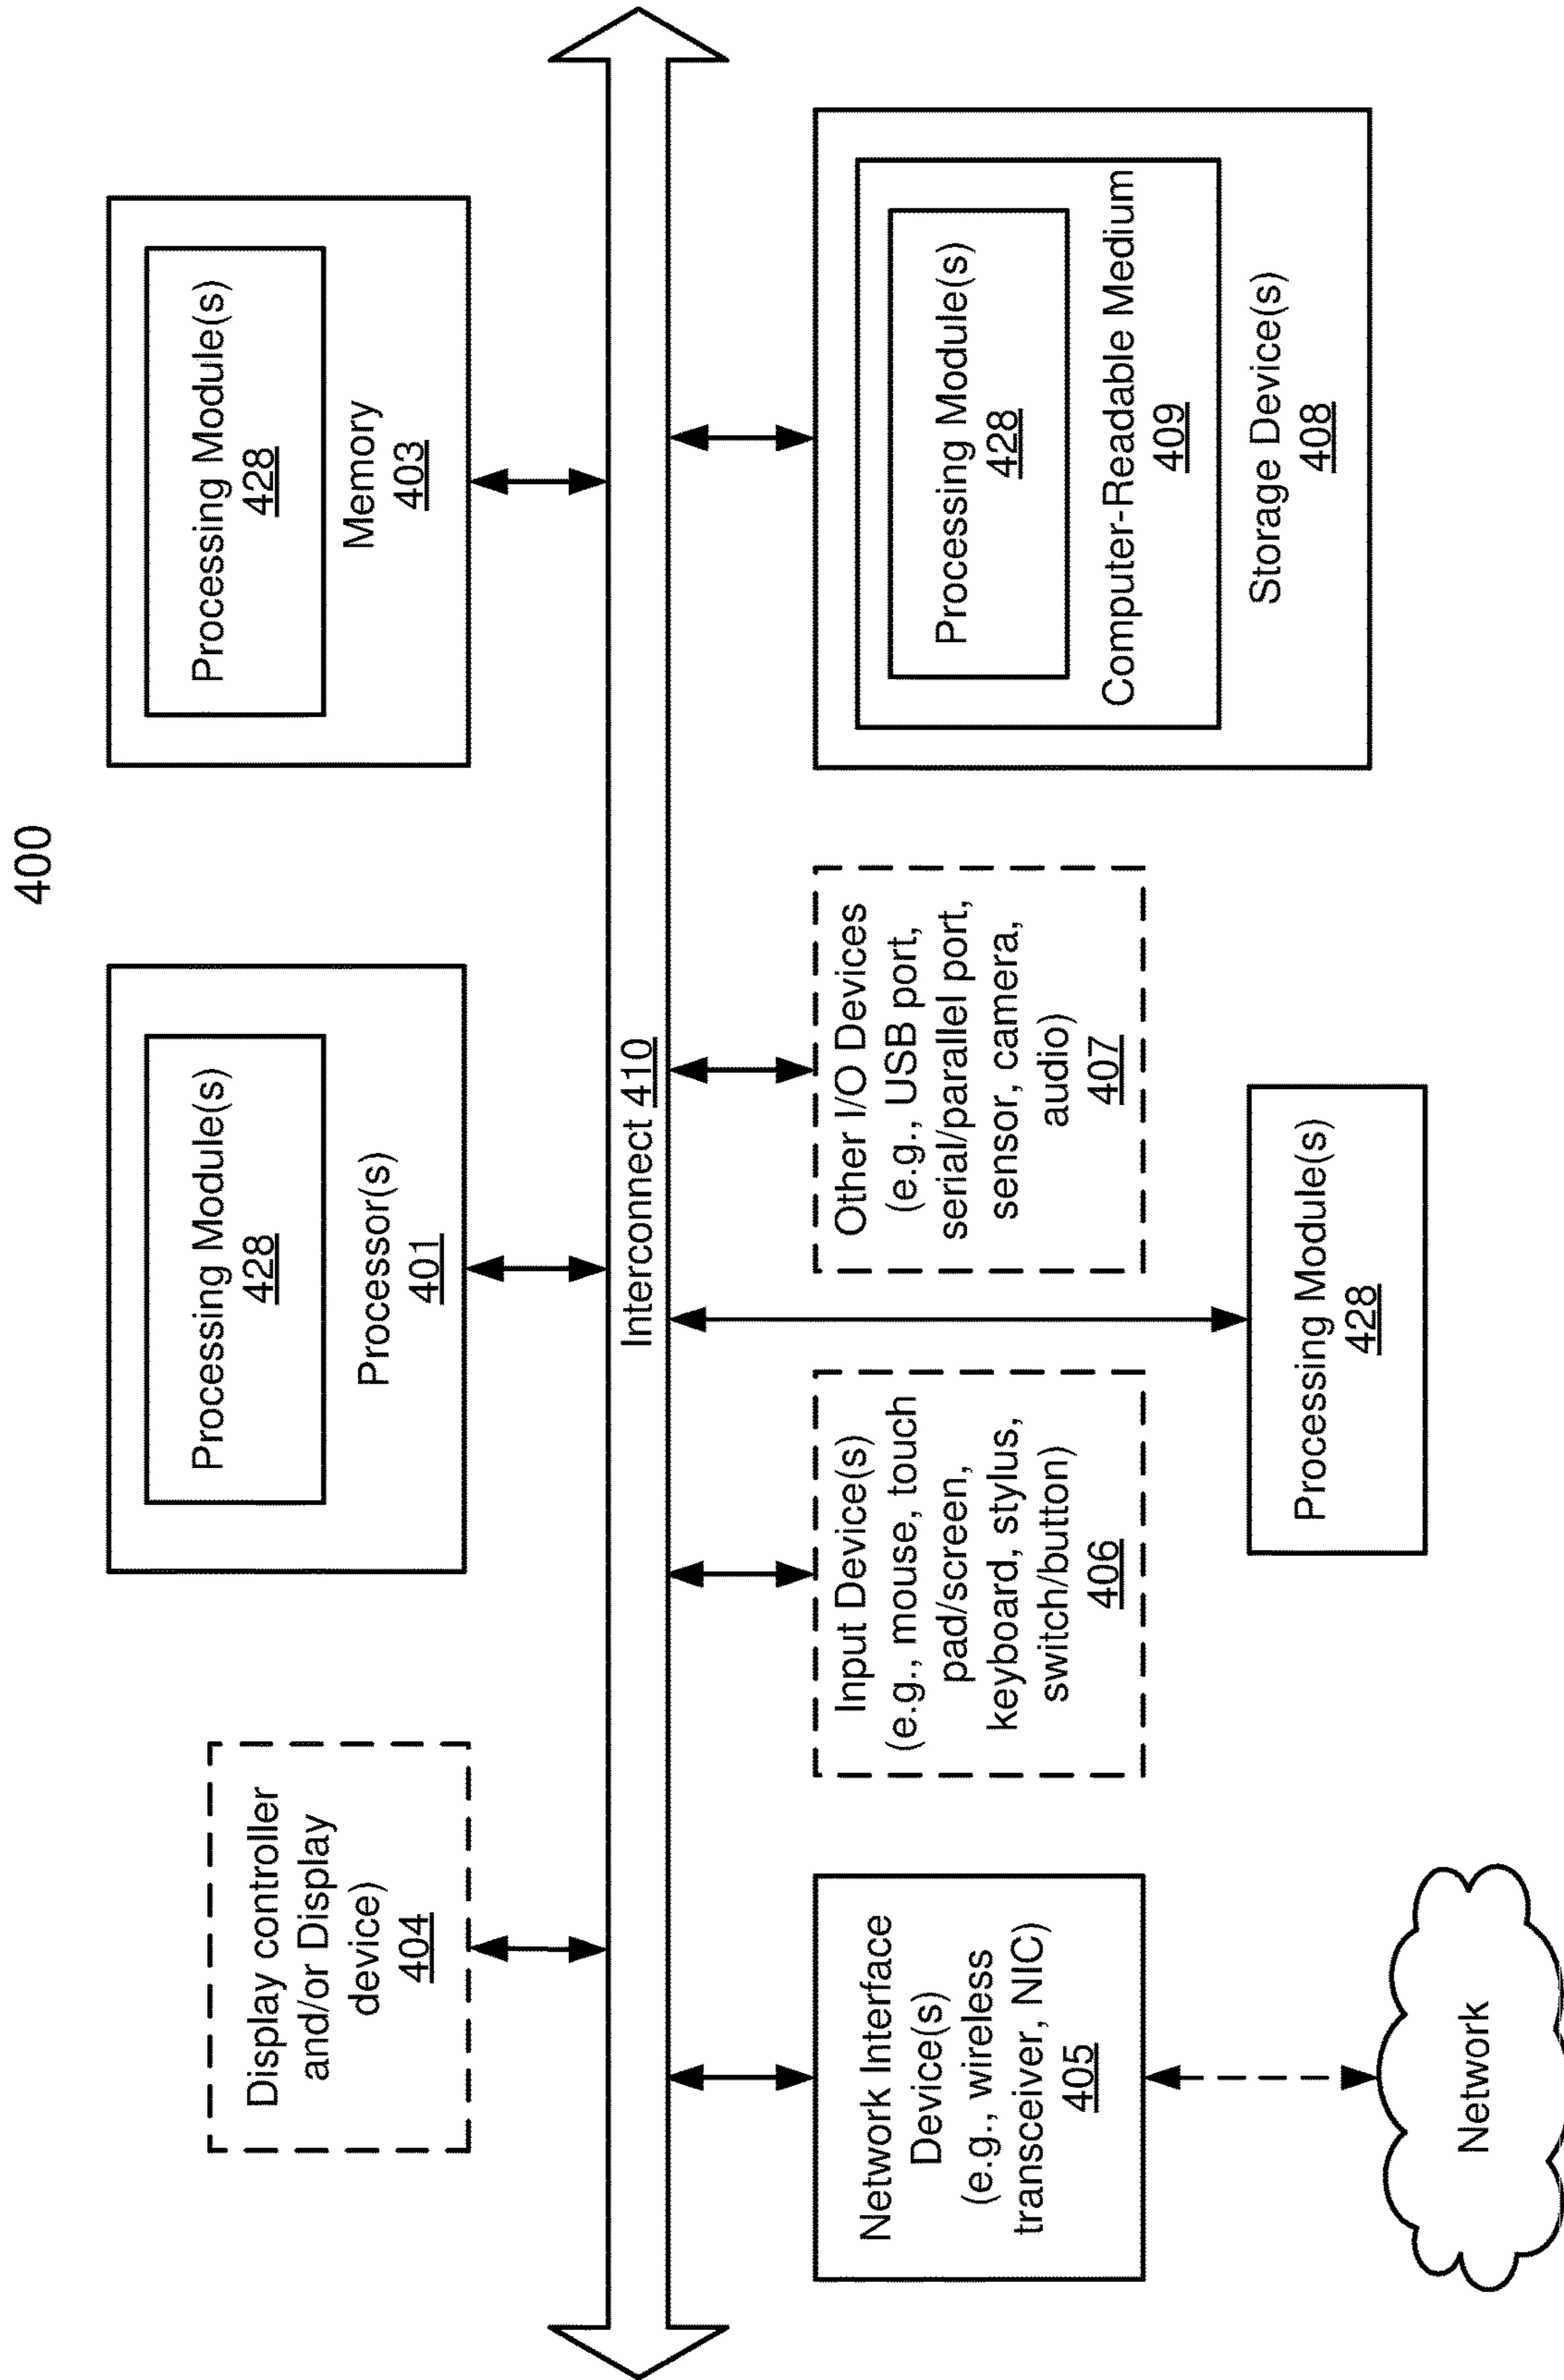 400
Display controller
and/or Display
device)
404
Processing Module(s)
428
Processor(s)
401
Processing Module(s)
428
Memory
403
Interconnect 410
Network Interface
Device(s)
(e.g., wireless
transceiver, NIC)
405
Input Device(s)
(e.g., mouse, touch
pad/screen,
keyboard, stylus,
switch/button)
406
Other I/O Devices
(e.g., USB port,
serial/parallel port,
sensor, camera,
audio)
407
Processing Module(s)
428
Computer-Readable Medium
409
Storage Device(s)
408
Processing Module(s)
428
Network